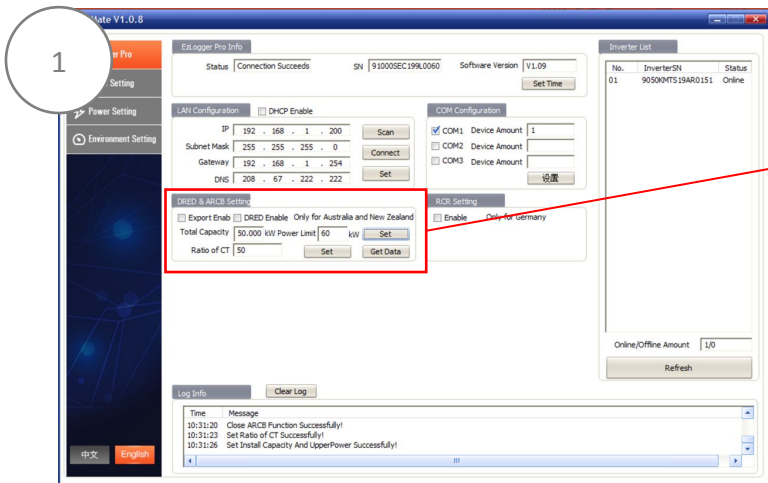 Mate V1.0.8
1
er Pro
Setting
Power Setting
Environment Setting
中文 English
EzLogger Pro Info
Status Connection Succeeds SN 91000SEC199L0060 Software Version V1.09
Set Time
LAN Configuration DHCP Enable
IP 192 . 168 . 1 . 200 Scan
Subnet Mask 255 . 255 . 255 . 0
Connect
Gateway 192 . 168 . 1 . 254
DNS 208 . 67 . 222 . 222 Set
COM Configuration
COM1 Device Amount 1
COM2 Device Amount
COM3 Device Amount
设置
DRED & ARCB Setting
Export Enab DRED Enable Only for Australia and New Zealand
Total Capacity 50.000 kW Power Limit 60 kW Set
Ratio of CT 50 Set Get Data
RCR Setting
Enable Only for Germany
Inverter List
No. InverterSN Status
01 9050KMTS19AR0151 Online
Online/Offline Amount 1/0
Refresh
Log Info Clear Log
Time Message
10:31:20 Close ARCB Function Successfully!
10:31:23 Set Ratio of CT Successfully!
10:31:26 Set Install Capacity And UpperPower Successfully!